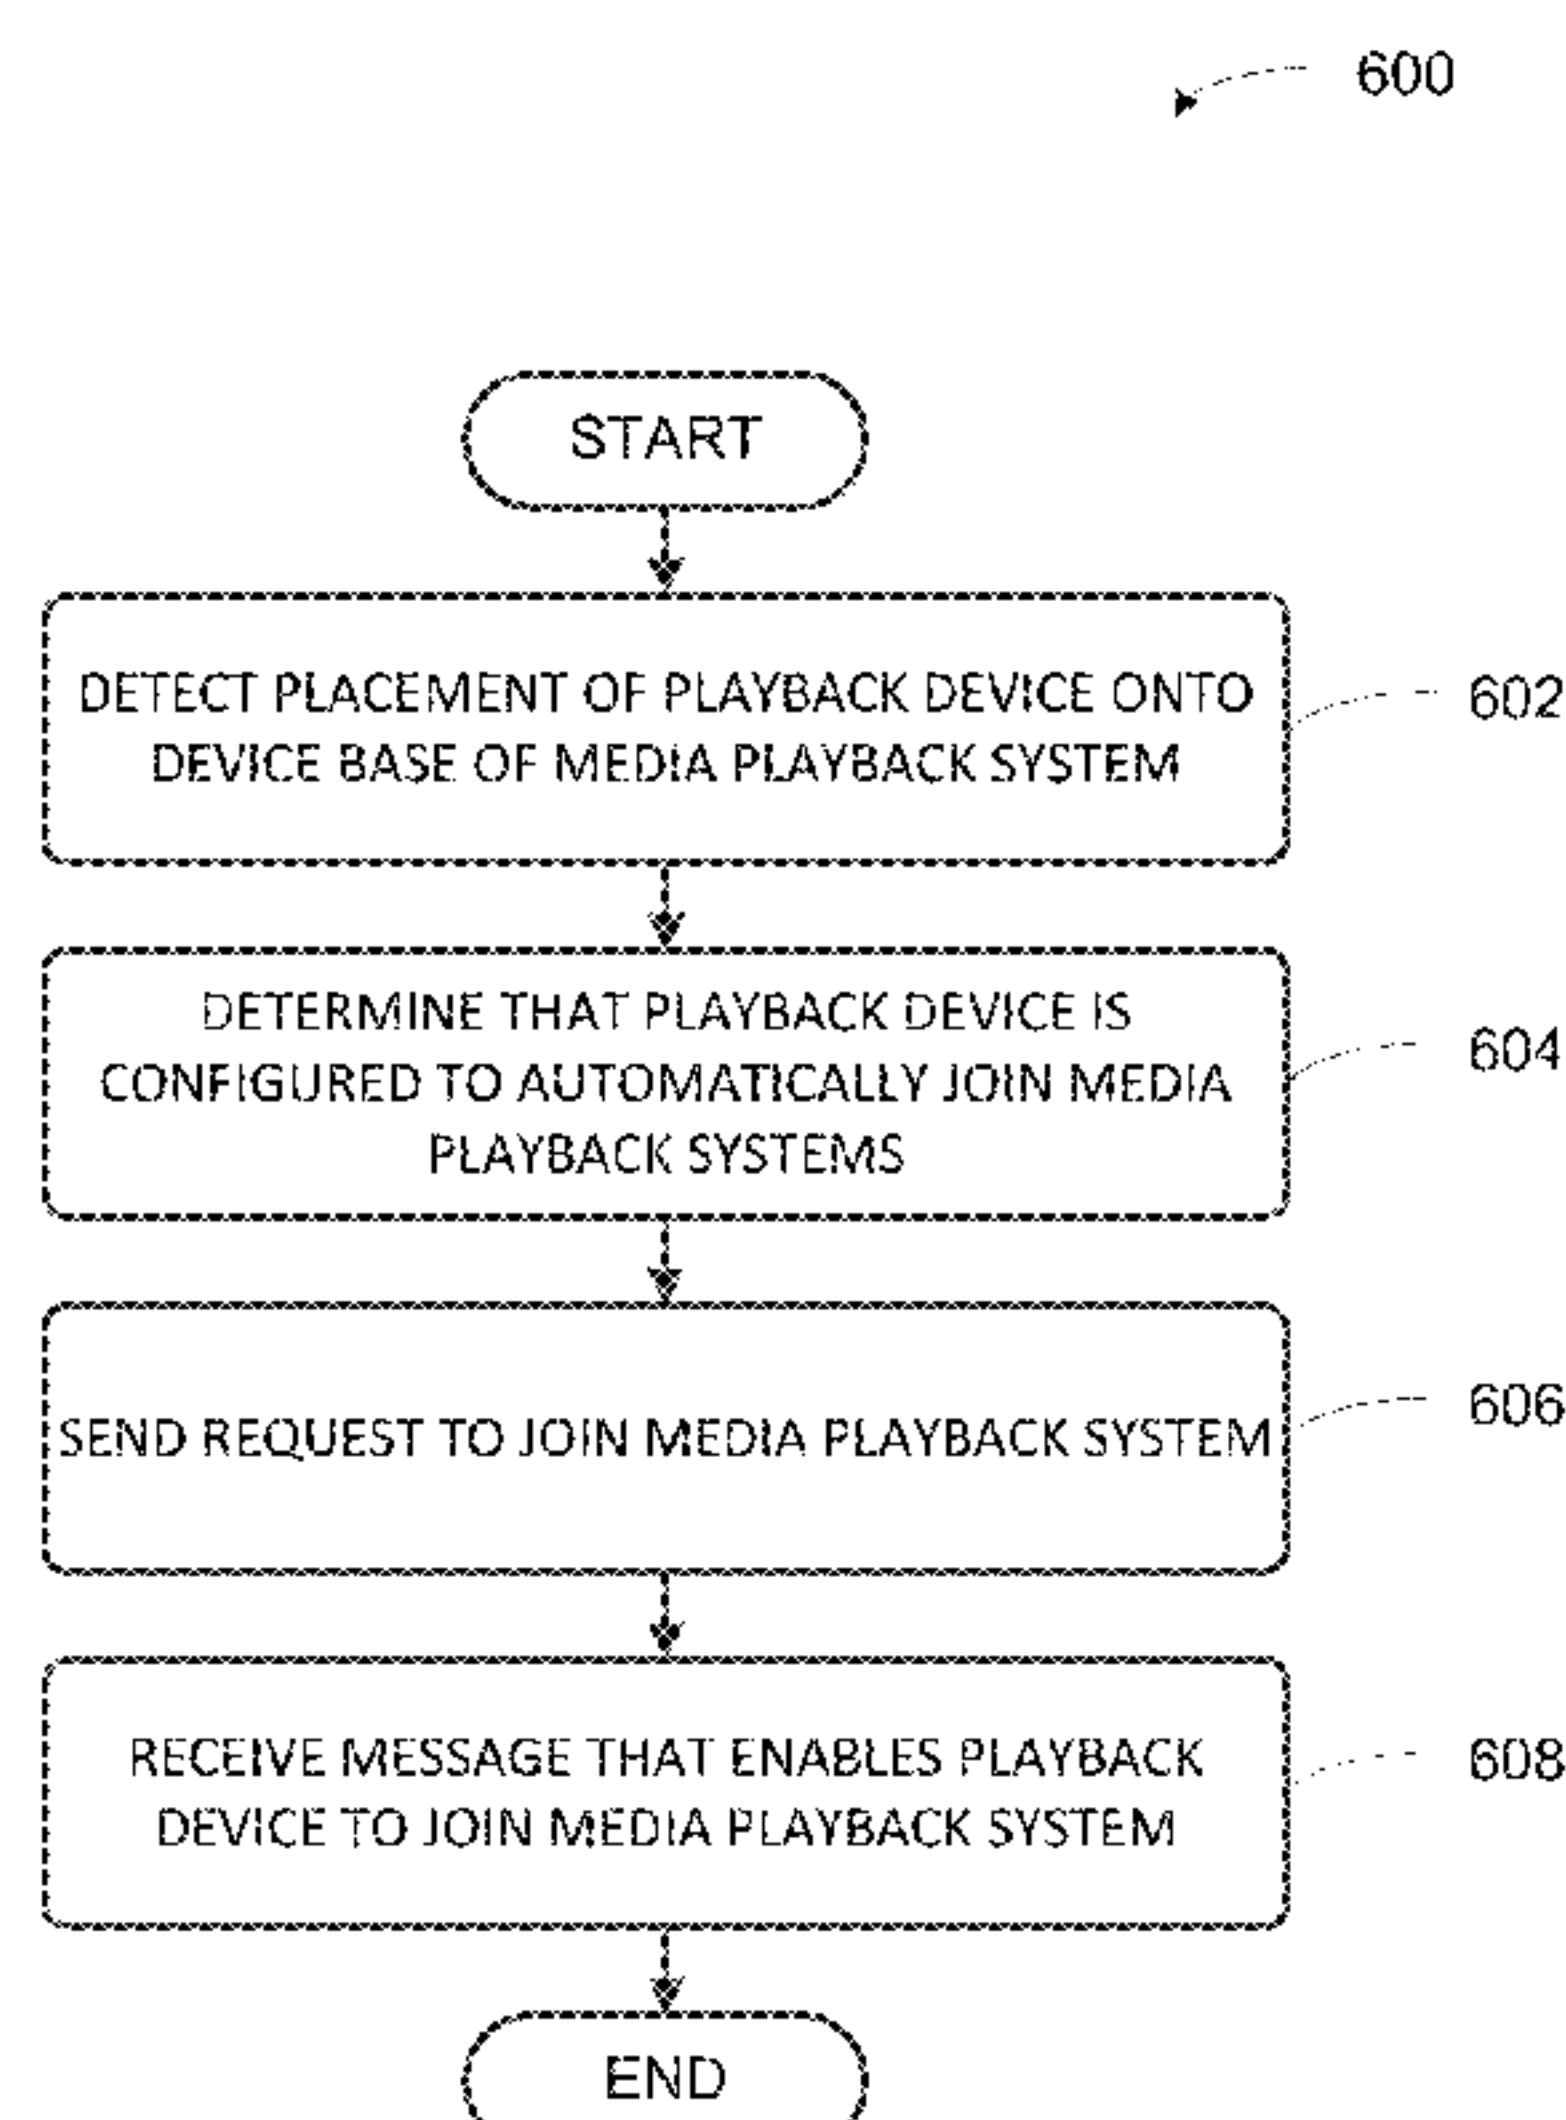 600
START
DETECT PLACEMENT OF PLAYBACK DEVICE ONTO
DEVICE BASE OF MEDIA PLAYBACK SYSTEM
602
DETERMINE THAT PLAYBACK DEVICE IS
CONFIGURED TO AUTOMATICALLY JOIN MEDIA
PLAYBACK SYSTEMS
604
SEND REQUEST TO JOIN MEDIA PLAYBACK SYSTEM
606
RECEIVE MESSAGE THAT ENABLES PLAYBACK
DEVICE TO JOIN MEDIA PLAYBACK SYSTEM
608
END